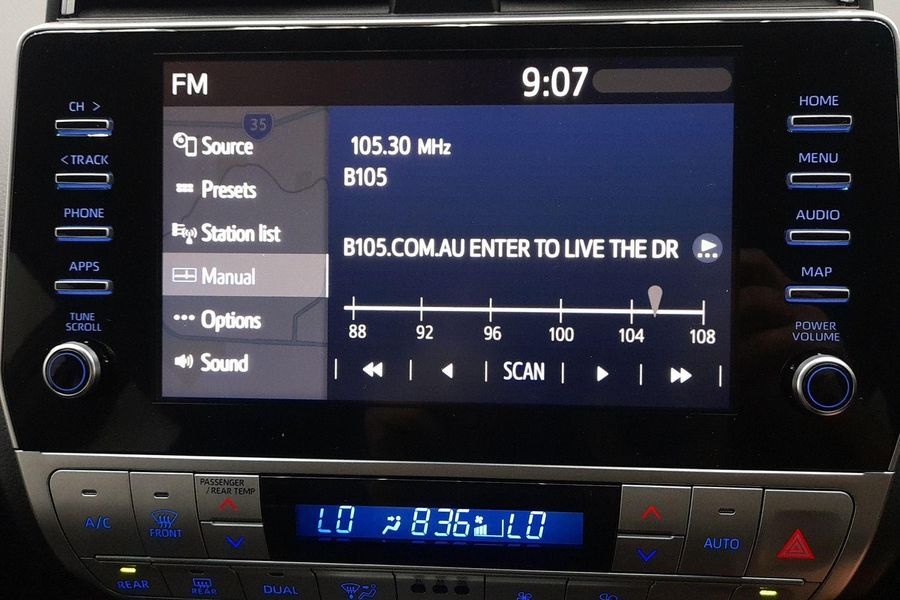 FM
9:07
CH >
< TRACK
PHONE
APPS
TUNE
SCROLL
35
Source
Presets
Station list
Manual
Options
Sound
105.30 MHz
B105
B105.COM.AU ENTER TO LIVE THE DR
88 92 96 100 104 108
SCAN
HOME
MENU
AUDIO
MAP
POWER
VOLUME
A/C
FRONT
PASSENGER
/ REAR TEMP
LO 836 LO
AUTO
REAR
REAR
DUAL